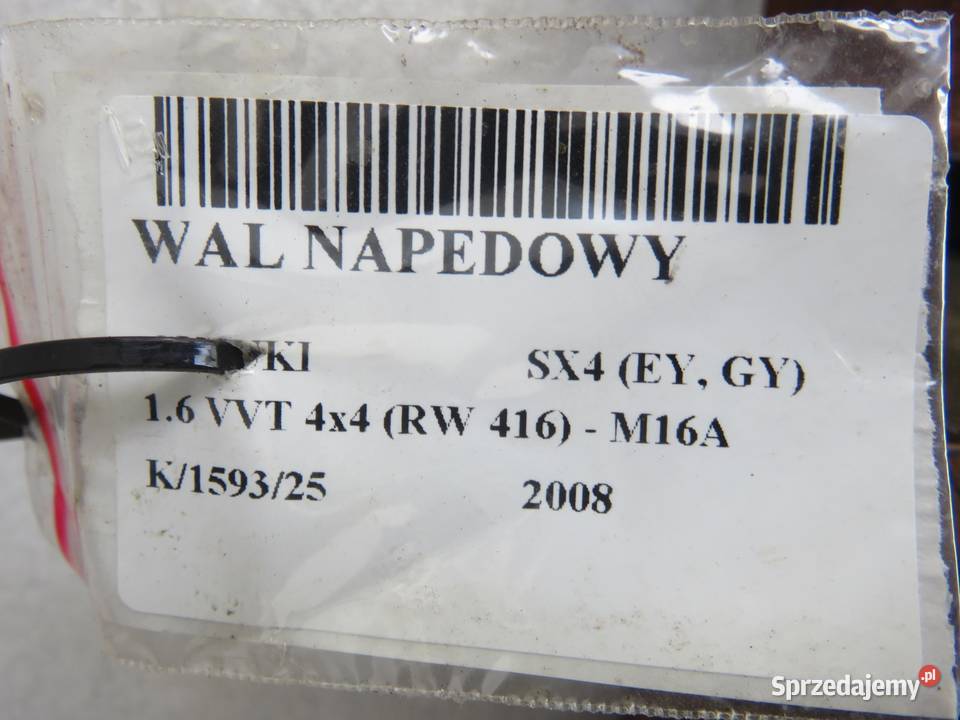 WAL NAPEDOWY
SX4 (EY, GY)
1.6 VVT 4x4 (RW 416) - M16A
K/1593/25 2008
Sprzedajemy.pl